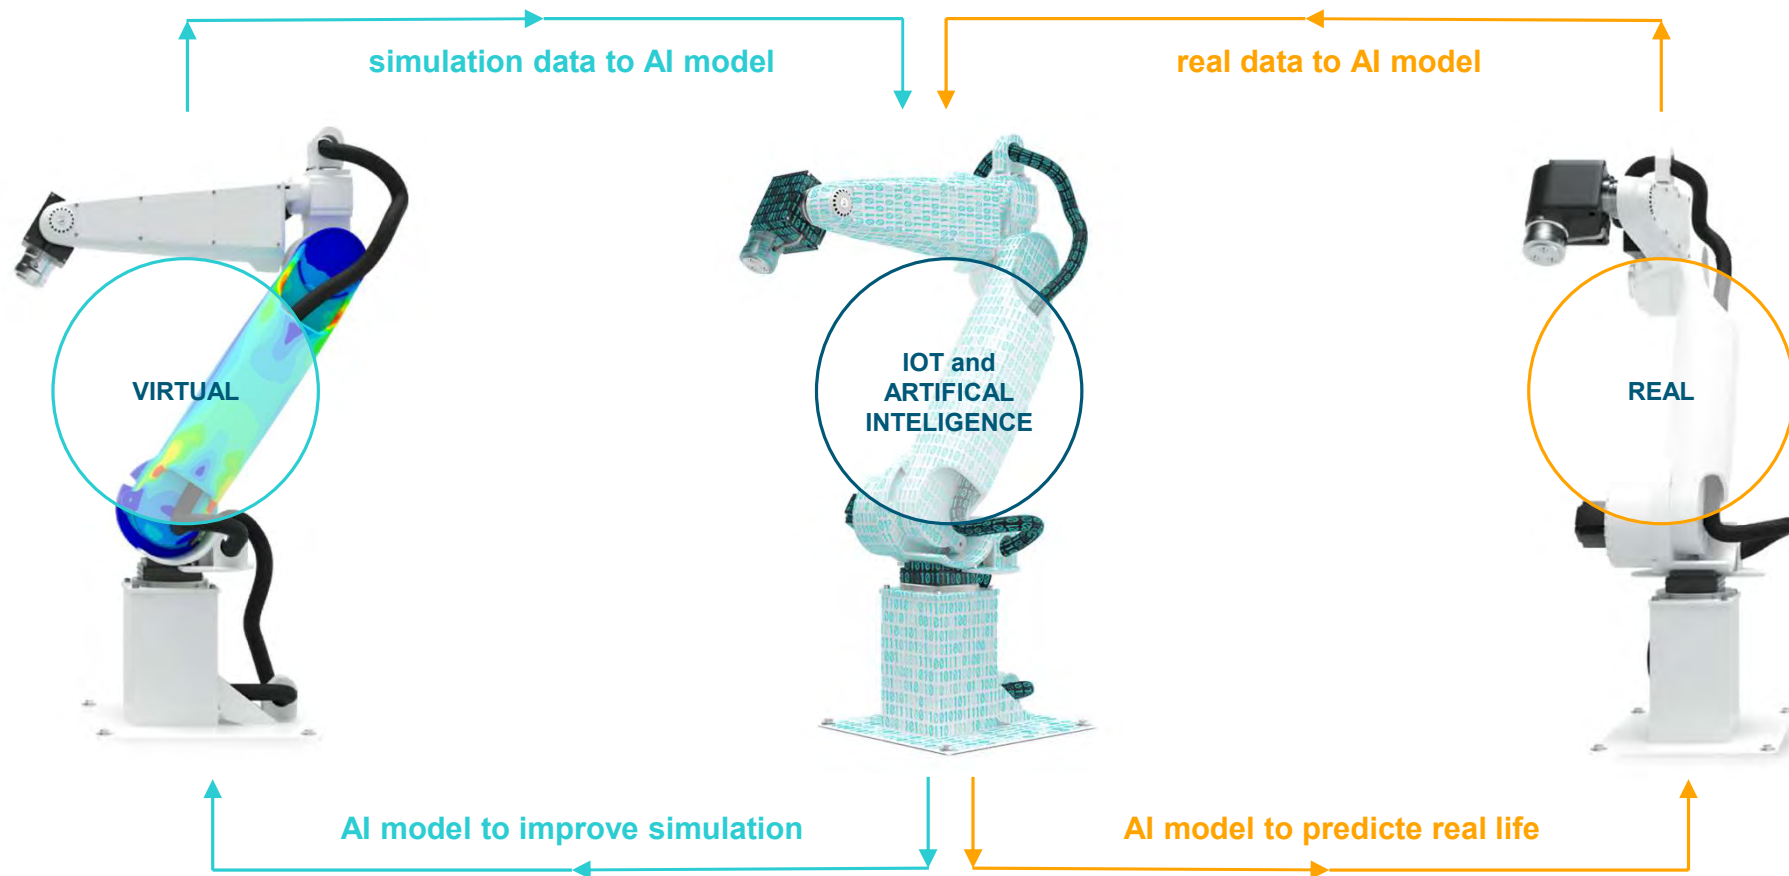 simulation data to AI model
real data to AI model
VIRTUAL
IOT and
ARTIFICAL
INTELIGENCE
REAL
AI model to improve simulation
AI model to predicte real life